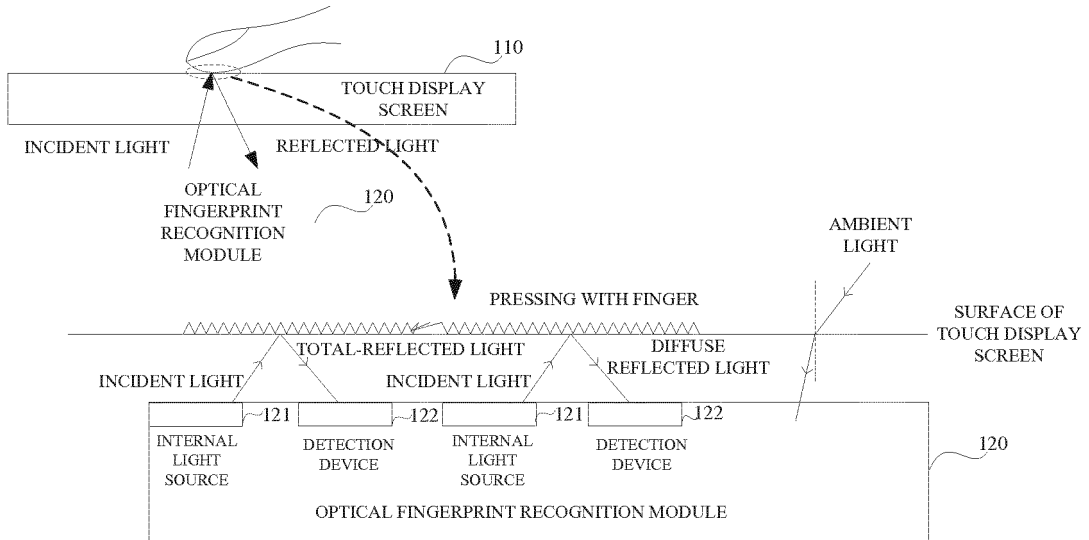 110
TOUCH DISPLAY
SCREEN
INCIDENT LIGHT
REFLECTED LIGHT
OPTICAL
FINGERPRINT
RECOGNITION
MODULE
120
AMBIENT
LIGHT
PRESSING WITH FINGER
SURFACE OF
TOUCH DISPLAY
SCREEN
TOTAL-REFLECTED LIGHT
DIFFUSE
REFLECTED LIGHT
INCIDENT LIGHT
INCIDENT LIGHT
121
122
121
122
INTERNAL
LIGHT
SOURCE
DETECTION
DEVICE
INTERNAL
LIGHT
SOURCE
DETECTION
DEVICE
120
OPTICAL FINGERPRINT RECOGNITION MODULE